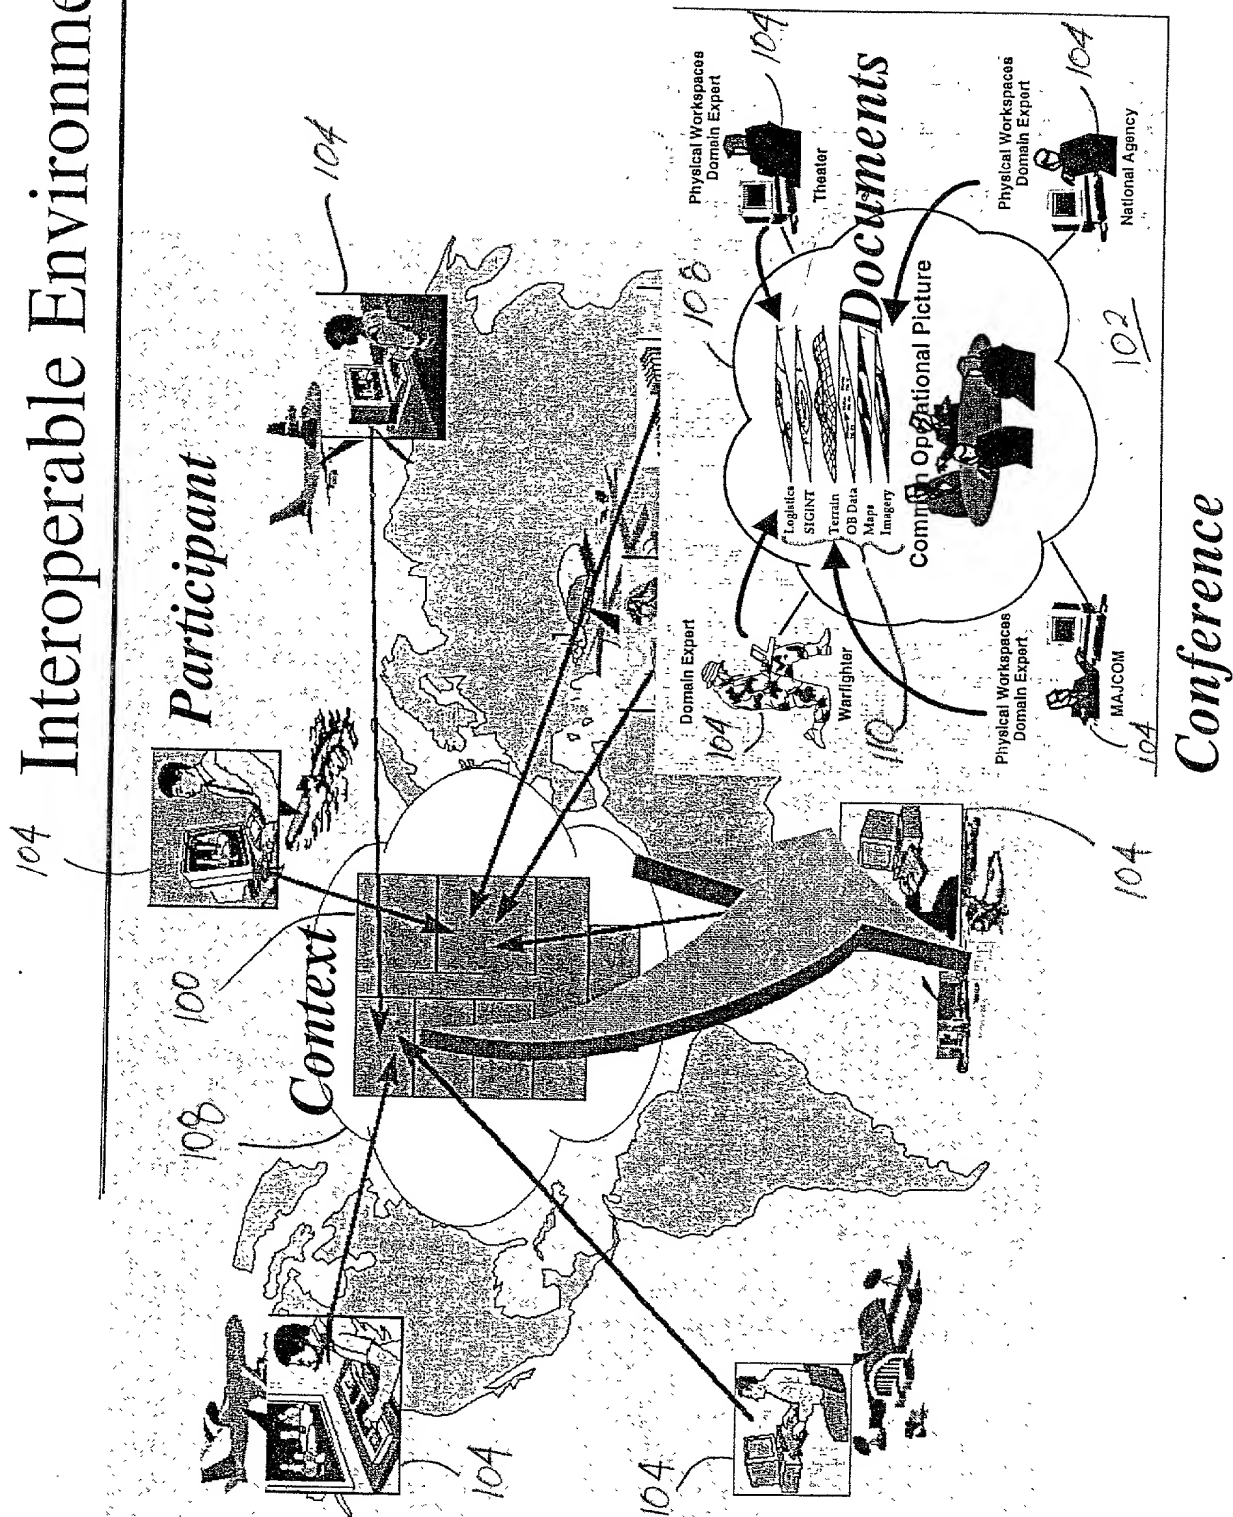 Interoperable Environme
Participant
104
104
100
Context
108
104
104
104
Conference
Domain Expert
104
Warfighter
110
Physical Workspaces
Domain Expert
MAJCOM
104
Logistics
SIGINT
Terrain
OB Data
Maps
Imagery
108
Documents
Common Operational Picture
102
Physical Workspaces
Domain Expert
Theater
104
Physical Workspaces
Domain Expert
National Agency
104